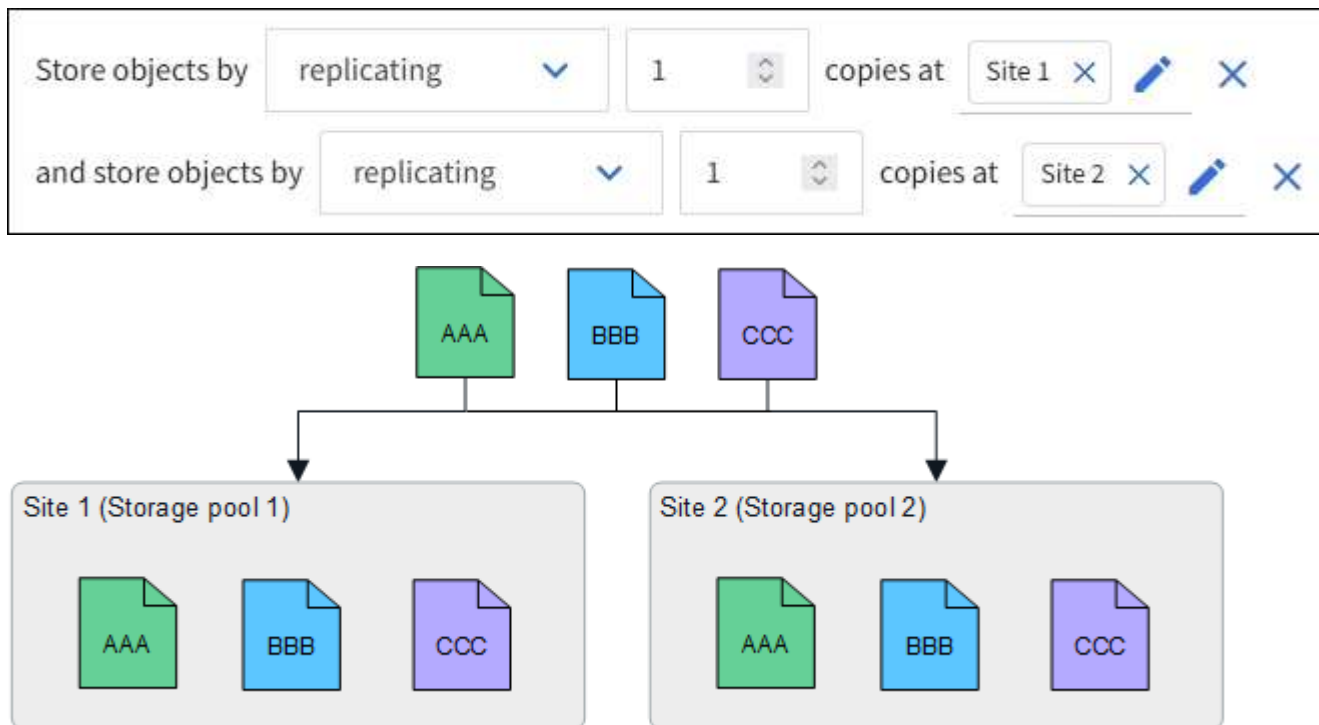 Store objects by replicating 1 copies at Site 1
and store objects by replicating 1 copies at Site 2
AAA BBB CCC
Site 1 (Storage pool 1)
AAA BBB CCC
Site 2 (Storage pool 2)
AAA BBB CCC